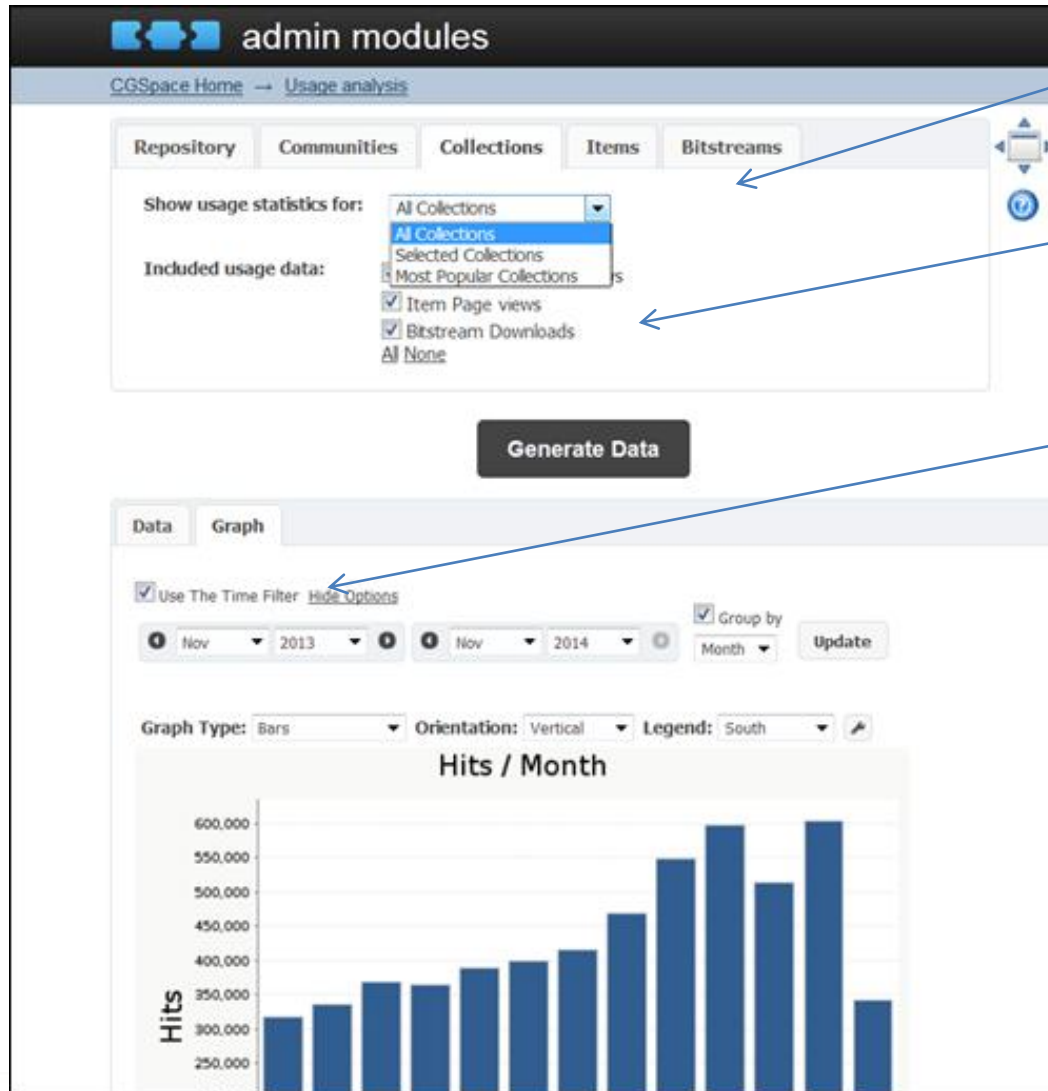 admin modules
CGSpace Home → Usage analysis
Repository Communities Collections Items Bitstreams
Show usage statistics for: All Collections
All Collections
Selected Collections
Included usage data: Most Popular Collections
Item Page views
Bitstream Downloads
All None
Generate Data
Data Graph
Use The Time Filter Hide Options
Nov 2013 Nov 2014 Group by
Month Update
Graph Type: Bars Orientation: Vertical Legend: South
Hits / Month
600,000
550,000
500,000
450,000
400,000
350,000
300,000
250,000
Hits